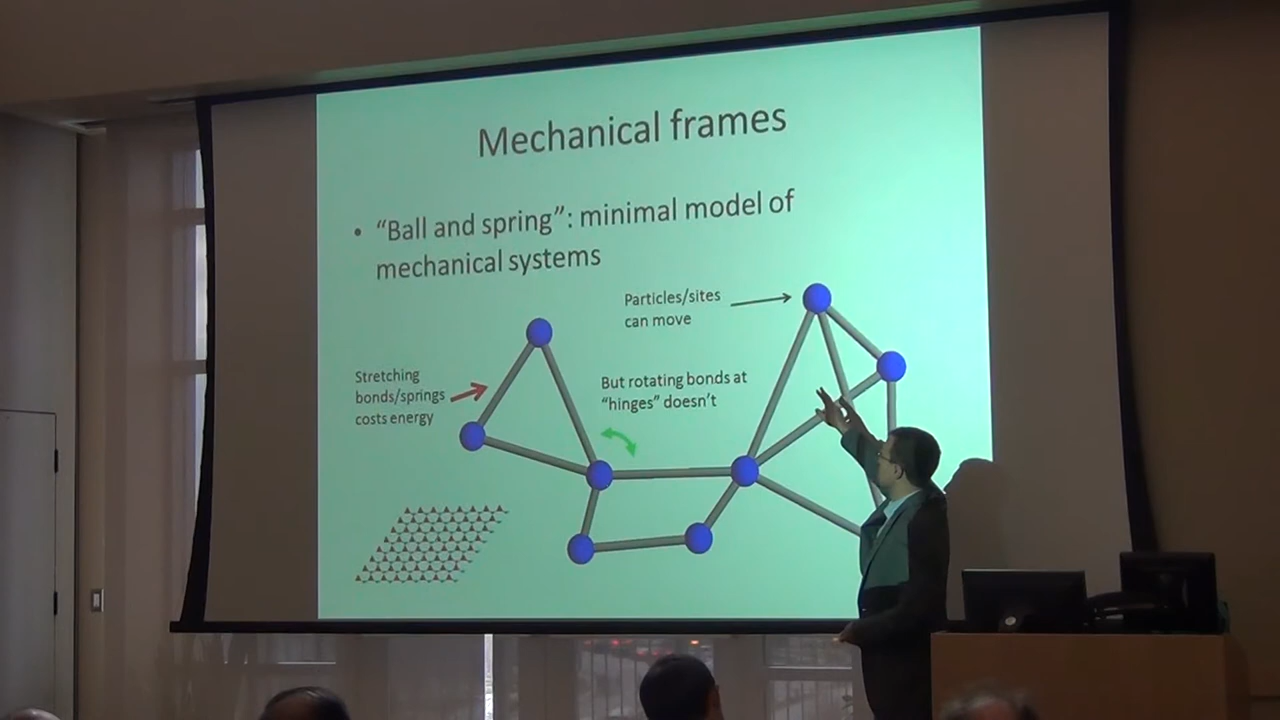 Mechanical frames
• "Ball and spring": minimal model of
mechanical systems
Particles/sites
can move
Stretching
bonds/springs
costs energy
But rotating bonds at
"hinges" doesn't